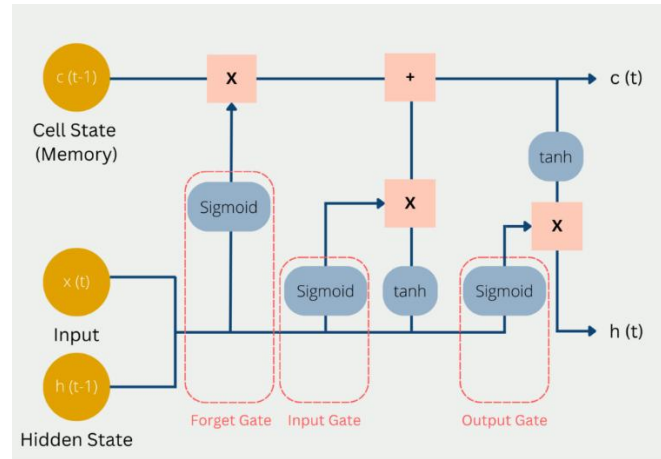 c (t-1)
X
+
c (t)
Cell State
(Memory)
tanh
Sigmoid
X
X
x (t)
Sigmoid
tanh
Sigmoid
Input
h (t)
h (t-1)
Forget Gate
Input Gate
Output Gate
Hidden State